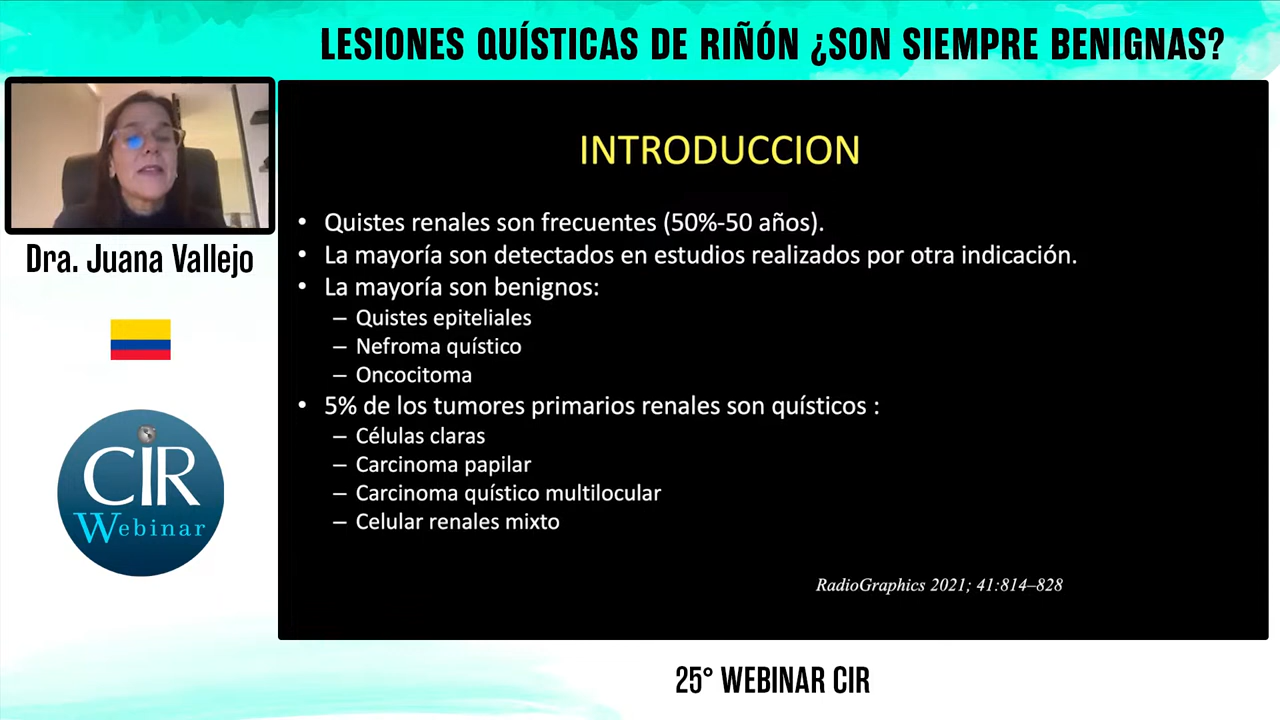 LESIONES QUÍSTICAS DE RIÑÓN ¿SON SIEMPRE BENIGNAS?
Dra. Juana Vallejo
CIR
Webinar
INTRODUCCION
• Quistes renales son frecuentes (50%-50 años).
• La mayoría son detectados en estudios realizados por otra indicación.
• La mayoría son benignos:
– Quistes epiteliales
– Nefroma quístico
– Oncocitoma
• 5% de los tumores primarios renales son quísticos :
– Células claras
– Carcinoma papilar
– Carcinoma quístico multilocular
– Celular renales mixto
RadioGraphics 2021; 41:814–828
25° WEBINAR CIR